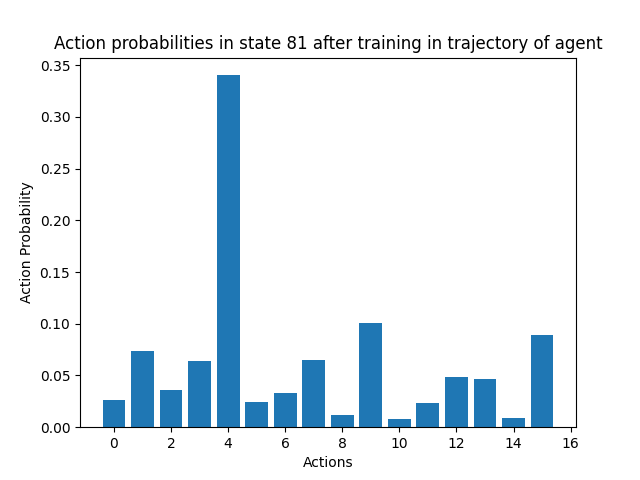 Action probabilities in state 81 after training in trajectory of agent
0.35
0.30
0.25
0.20
0.15
0.10
0.05
0.00
Action Probability
0 2 4 6 8 10 12 14 16
Actions